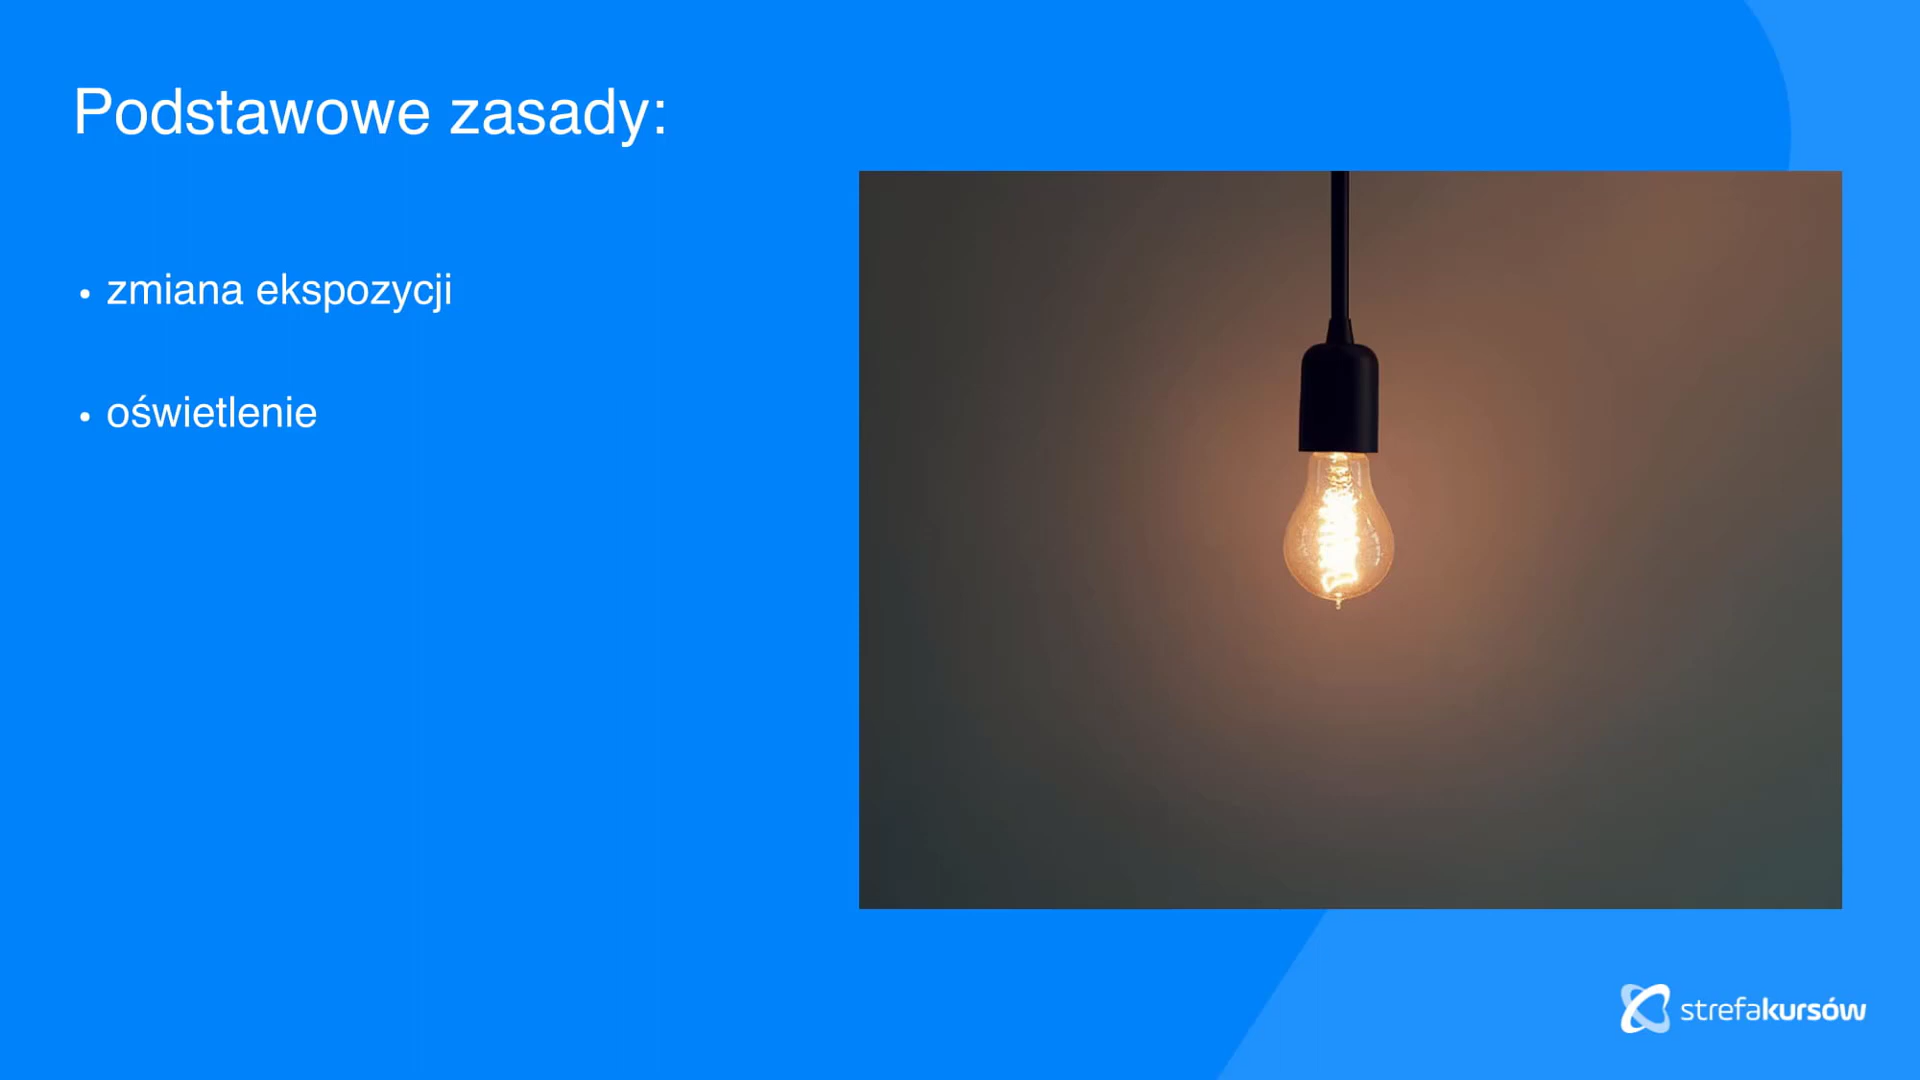 Podstawowe zasady:
• zmiana ekspozycji
• oświetlenie
strefakursów